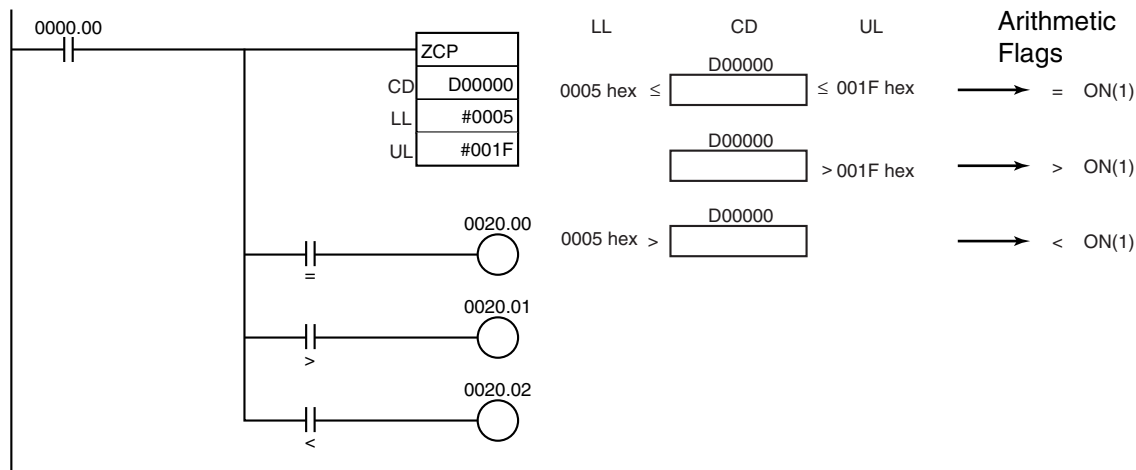 0000.00
ZCP
CD D00000
LL #0005
UL #001F
0020.00
=
0020.01
>
0020.02
<
LL CD UL Arithmetic
Flags
D00000
0005 hex ≤ ≤ 001F hex = ON(1)
D00000
> 001F hex > ON(1)
D00000
0005 hex > < ON(1)